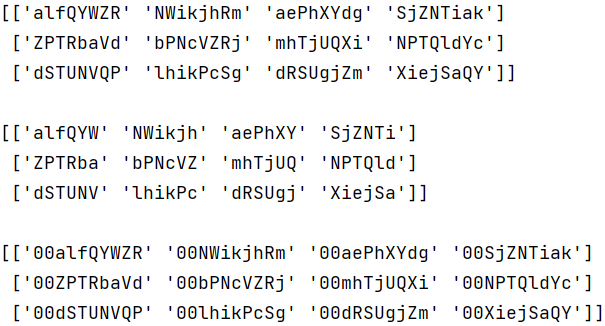 [['alfQYWZR' 'NWikjhRm' 'aePhXYdg' 'SjZNTiak']
['ZPTRbaVd' 'bPNcVZRj' 'mhTjUQXi' 'NPTQldYc']
['dSTUNVQP' 'lhikPcSg' 'dRSUgjZm' 'XiejSaQY']]
[['alfQYW' 'NWikjh' 'aePhXY' 'SjZNTi']
['ZPTRba' 'bPNcVZ' 'mhTjUQ' 'NPTQld']
['dSTUNV' 'lhikPc' 'dRSUgj' 'XiejSa']]
[['00alfQYWZR' '00NWikjhRm' '00aePhXYdg' '00SjZNTiak']
['00ZPTRbaVd' '00bPNcVZRj' '00mhTjUQXi' '00NPTQldYc']
['00dSTUNVQP' '00lhikPcSg' '00dRSUgjZm' '00XiejSaQY']]